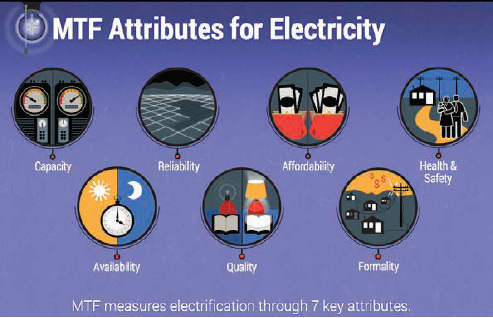 MTF Attributes for Electricity
Capacity
Reliability
Affordability
Health &
Safety
Availability
Quality
Formality
MTF measures electrification through 7 key attributes.